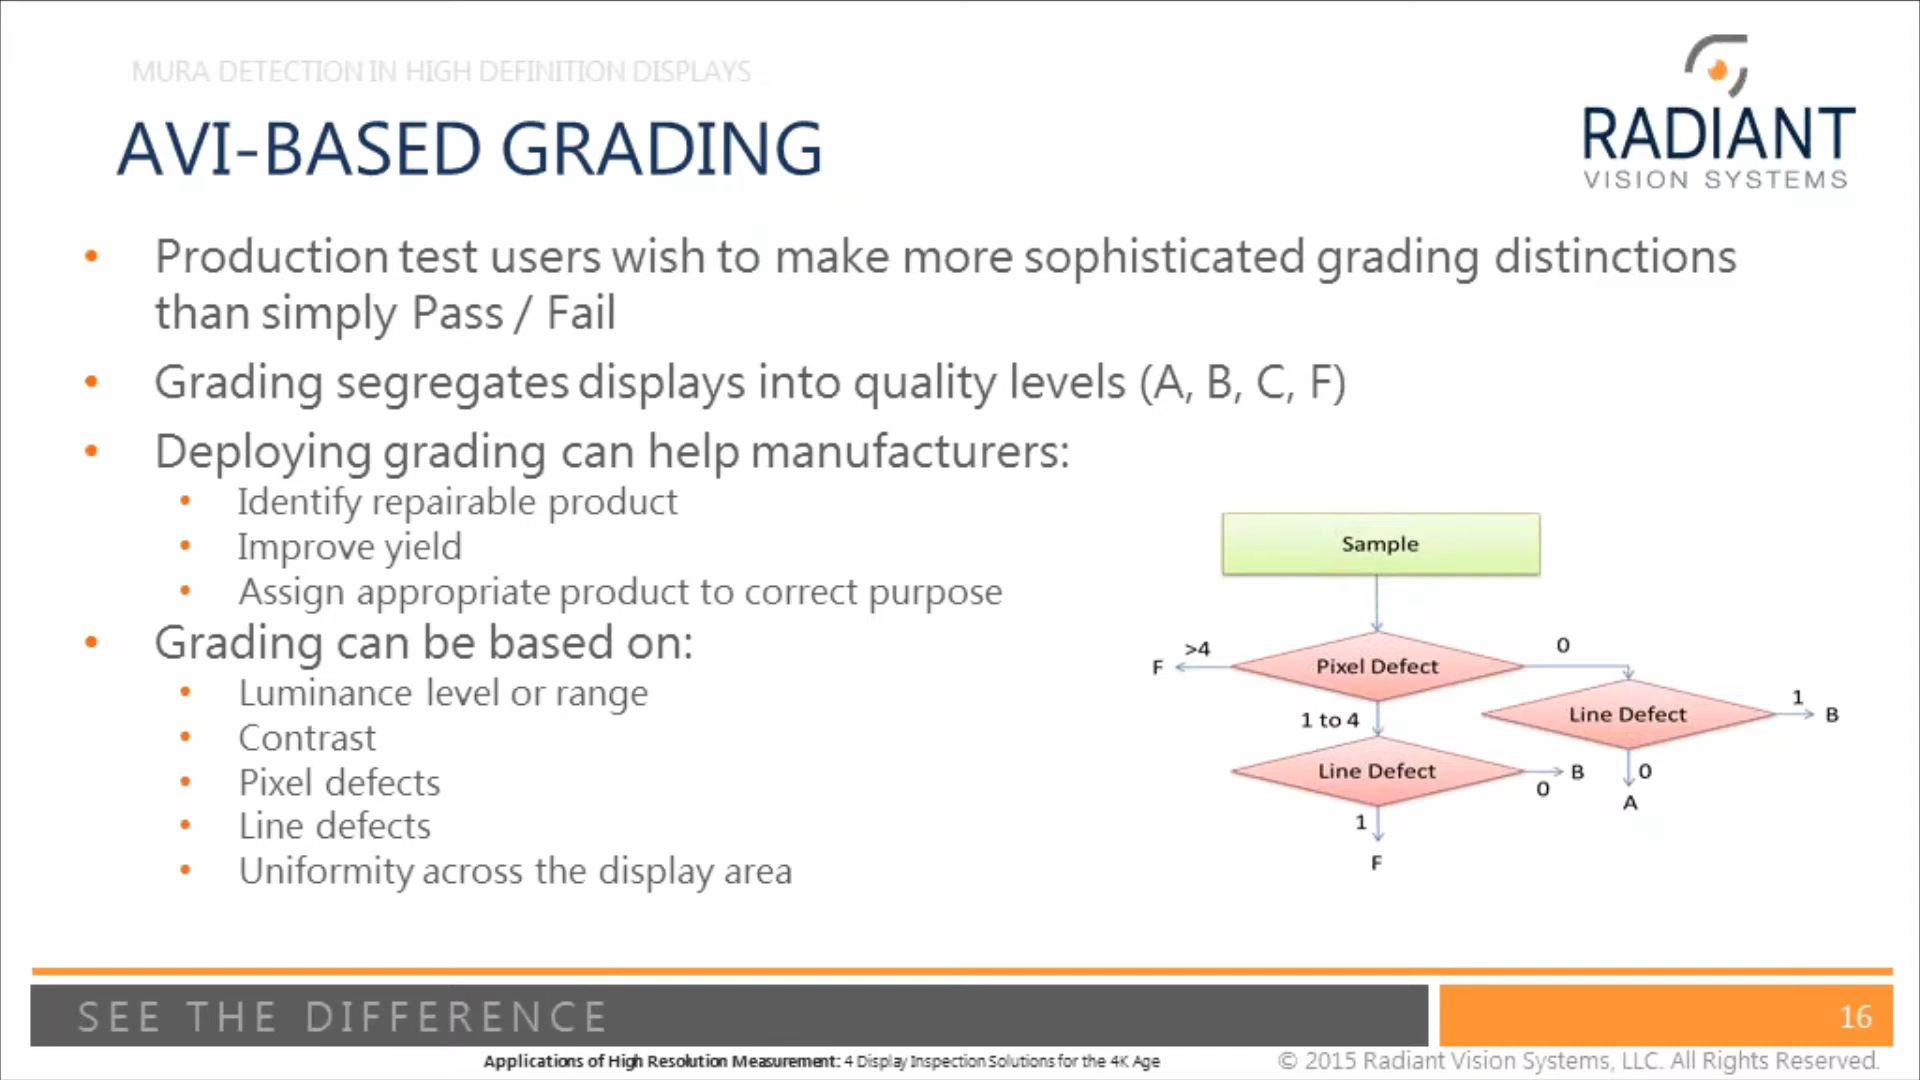 MURA DETECTION IN HIGH DEFINITION DISPLAYS
AVI-BASED GRADING
RADIANT
VISION SYSTEMS
• Production test users wish to make more sophisticated grading distinctions
than simply Pass / Fail
• Grading segregates displays into quality levels (A, B, C, F)
• Deploying grading can help manufacturers:
• Identify repairable product
• Improve yield
• Assign appropriate product to correct purpose
• Grading can be based on:
• Luminance level or range
• Contrast
• Pixel defects
• Line defects
• Uniformity across the display area
Sample
Pixel Defect
>4
F
0
1 to 4
Line Defect
1
B
0
A
Line Defect
0
B
1
F
SEE THE DIFFERENCE
16
Applications of High Resolution Measurement: 4 Display Inspection Solutions for the 4K Age
© 2015 Radiant Vision Systems, LLC. All Rights Reserved.